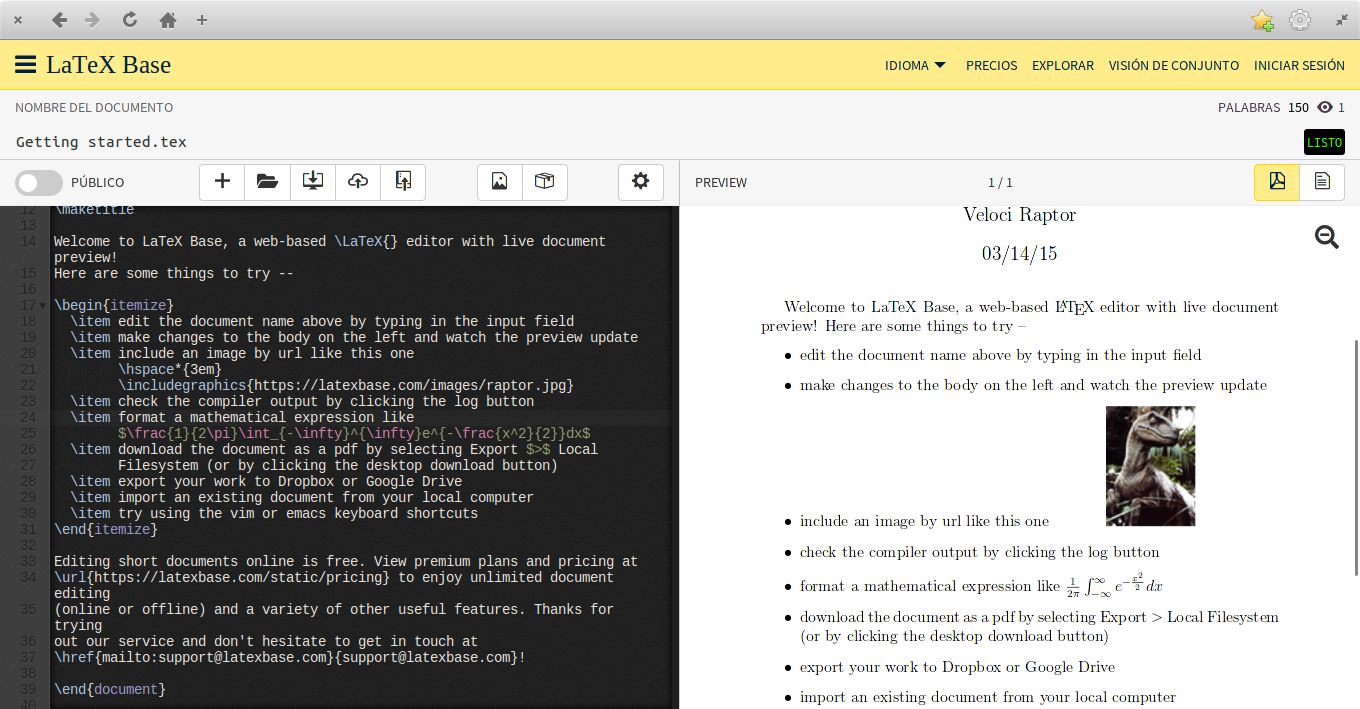 LaTeX Base
IDIOMA
PRECIOS
EXPLORAR
VISIÓN DE CONJUNTO
INICIAR SESIÓN
NOMBRE DEL DOCUMENTO
PALABRAS 150 1
Getting started.tex
LISTO
PÚBLICO
PREVIEW
1 / 1
12 \maketitle
13
14 Welcome to LaTeX Base, a web-based \LaTeX{} editor with live document
preview!
15 Here are some things to try --
16
17 \begin{itemize}
18 \item edit the document name above by typing in the input field
19 \item make changes to the body on the left and watch the preview update
20 \item include an image by url like this one
21 \hspace*{3em}
22 \includegraphics{https://latexbase.com/images/raptor.jpg}
23 \item check the compiler output by clicking the log button
24 \item format a mathematical expression like
25 $\frac{1}{2\pi}\int_{-\infty}^{\infty}e^{-\frac{x^2}{2}}dx$
26 \item download the document as a pdf by selecting Export $>$ Local
27 Filesystem (or by clicking the desktop download button)
28 \item export your work to Dropbox or Google Drive
29 \item import an existing document from your local computer
30 \item try using the vim or emacs keyboard shortcuts
31 \end{itemize}
32
33 Editing short documents online is free. View premium plans and pricing at
34 \url{https://latexbase.com/static/pricing} to enjoy unlimited document
editing
35 (online or offline) and a variety of other useful features. Thanks for
trying
36 out our service and don't hesitate to get in touch at
37 \href{mailto:support@latexbase.com}{support@latexbase.com}!
38
39 \end{document}
40
Veloci Raptor
03/14/15
Welcome to LaTeX Base, a web-based LaTeX editor with live document
preview! Here are some things to try –
• edit the document name above by typing in the input field
• make changes to the body on the left and watch the preview update
• include an image by url like this one
• check the compiler output by clicking the log button
• format a mathematical expression like 1/2π ∫_{-∞}^{∞} e^{-x²/2} dx
• download the document as a pdf by selecting Export > Local Filesystem
(or by clicking the desktop download button)
• export your work to Dropbox or Google Drive
• import an existing document from your local computer